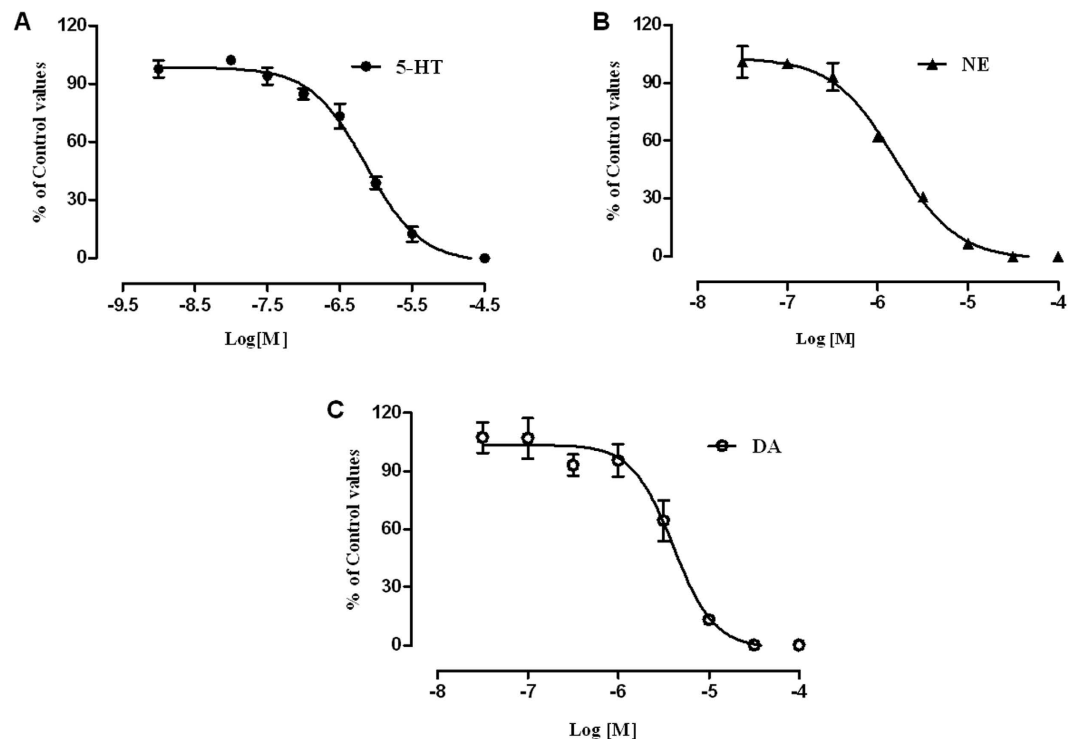 A
120
90
60
30
0
% of Control values
5-HT
-9.5 -8.5 -7.5 -6.5 -5.5 -4.5
Log[M]
B
120
90
60
30
0
% of Control values
NE
-8 -7 -6 -5 -4
Log [M]
C
120
90
60
30
0
% of Control values
DA
-8 -7 -6 -5 -4
Log [M]